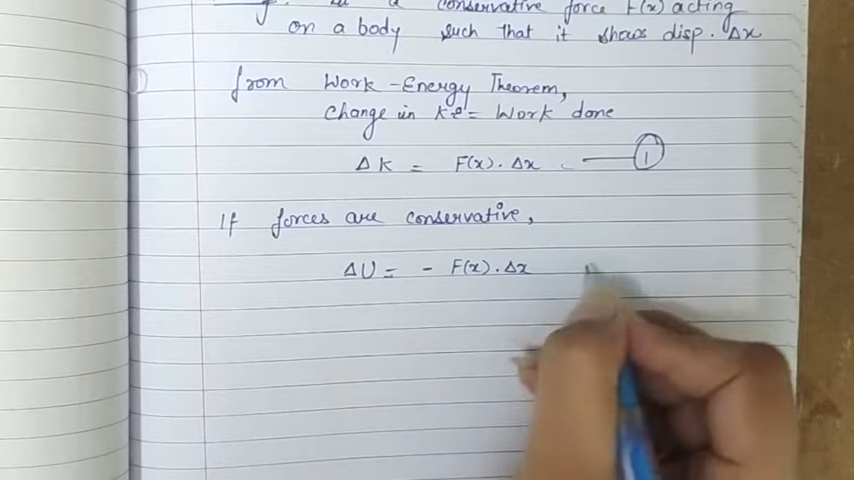 conservative force F(x) acting
on a body such that it shows disp. Δx
from Work-Energy Theorem,
Change in K.E = Work done
ΔK = F(x). Δx — 1
If forces are conservative,
ΔU = - F(x). Δx